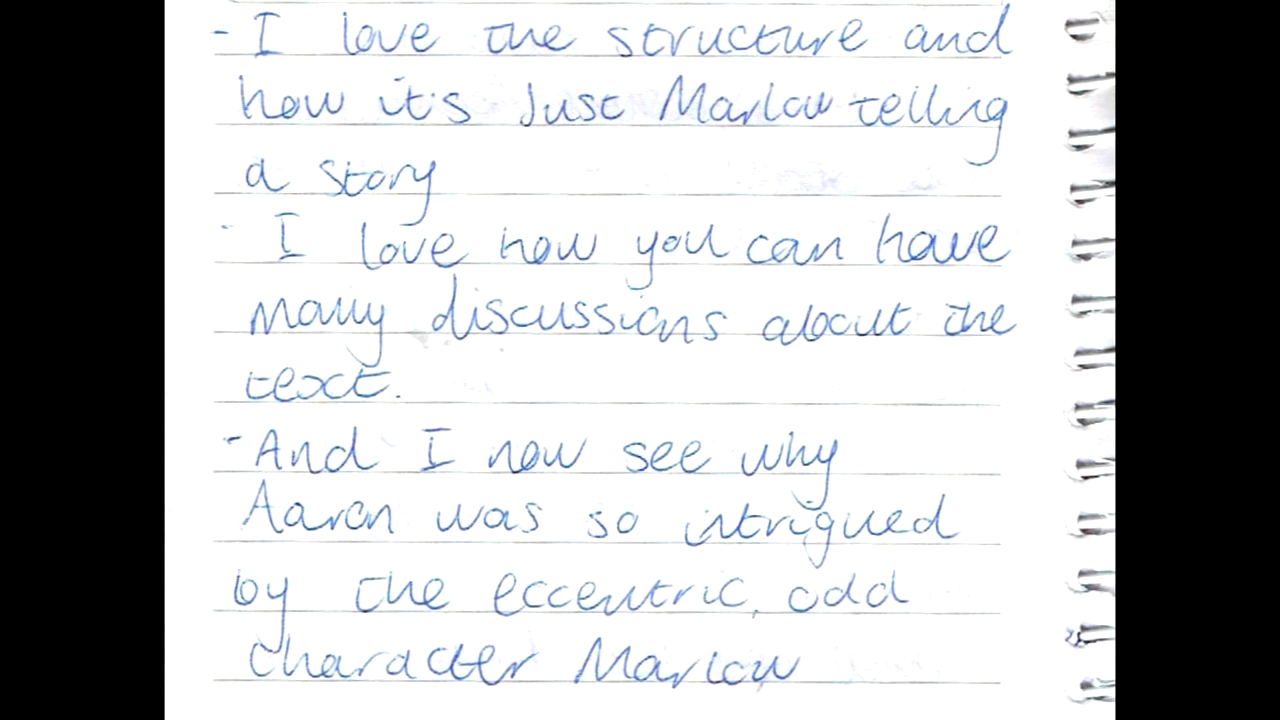 - I love the structure and
how it's Just Marlow telling
a story
- I love how you can have
many discussions about the
text.
- And I now see why
Aaron was so intrigued
by the eccentric, odd
character Marlow